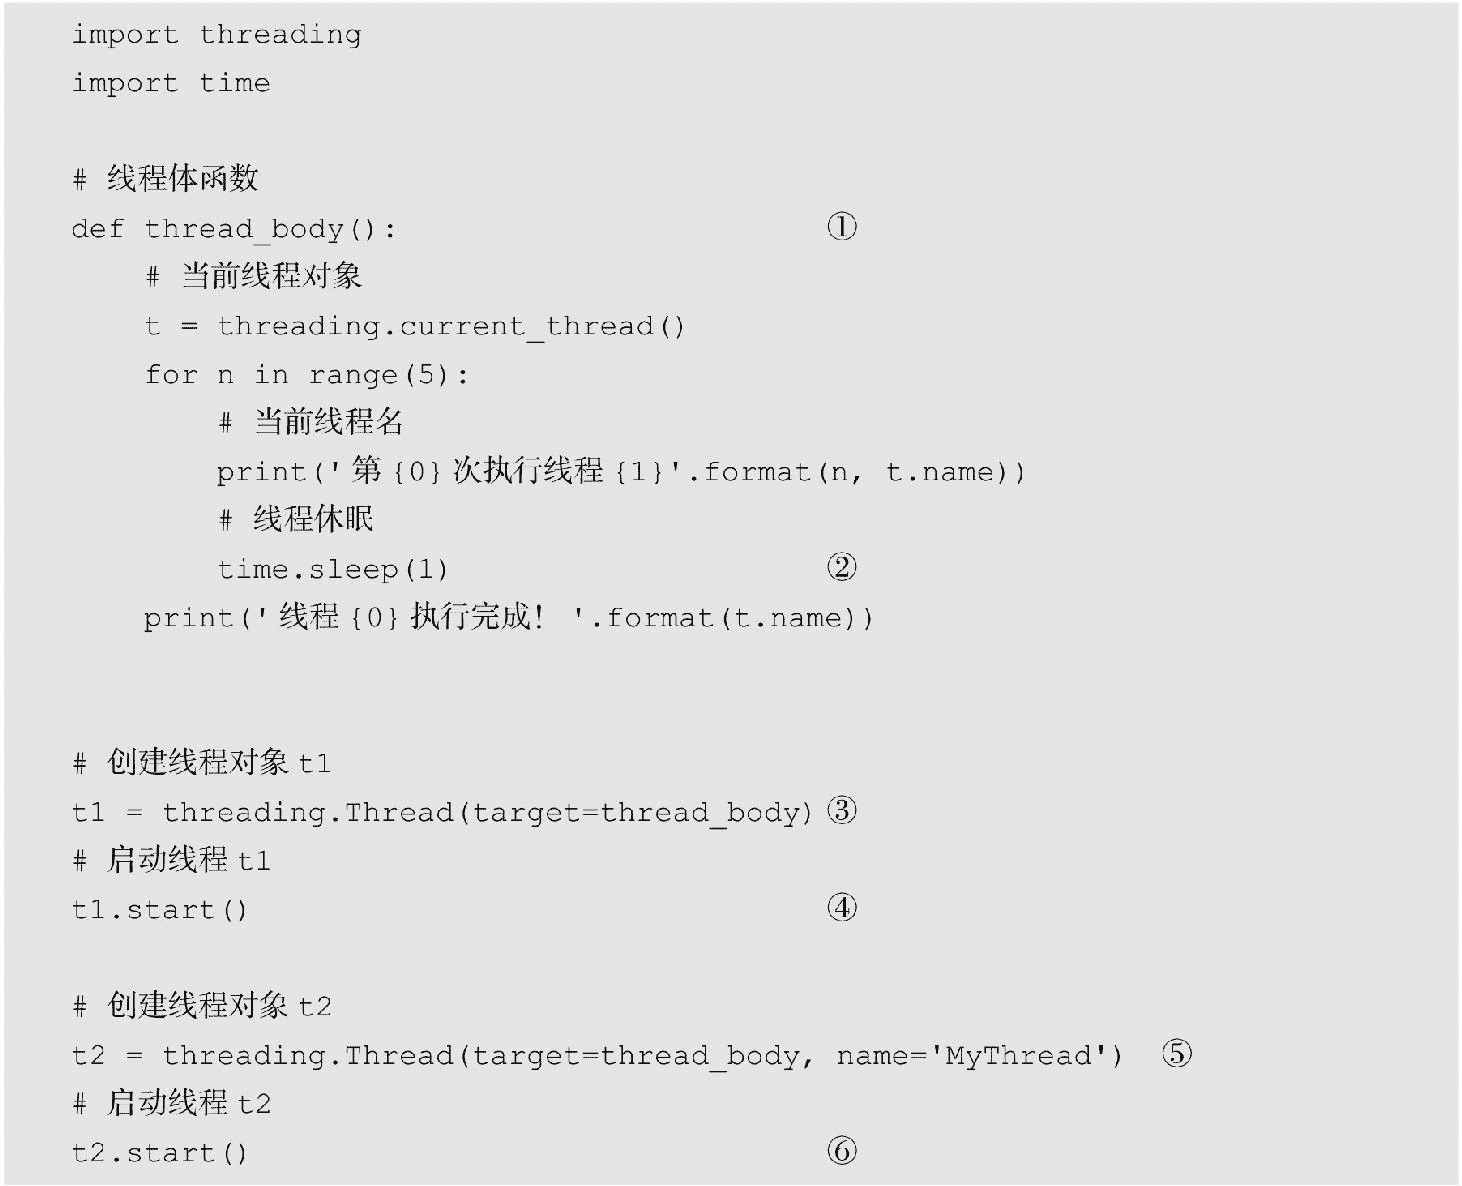 import threading
import time
# 线程体函数
def thread_body(): ①
    # 当前线程对象
    t = threading.current_thread()
    for n in range(5):
        # 当前线程名
        print('第{0}次执行线程{1}'.format(n, t.name))
        # 线程休眠
        time.sleep(1) ②
    print('线程{0}执行完成！'.format(t.name))
# 创建线程对象t1
t1 = threading.Thread(target=thread_body) ③
# 启动线程t1
t1.start() ④
# 创建线程对象t2
t2 = threading.Thread(target=thread_body, name='MyThread') ⑤
# 启动线程t2
t2.start() ⑥